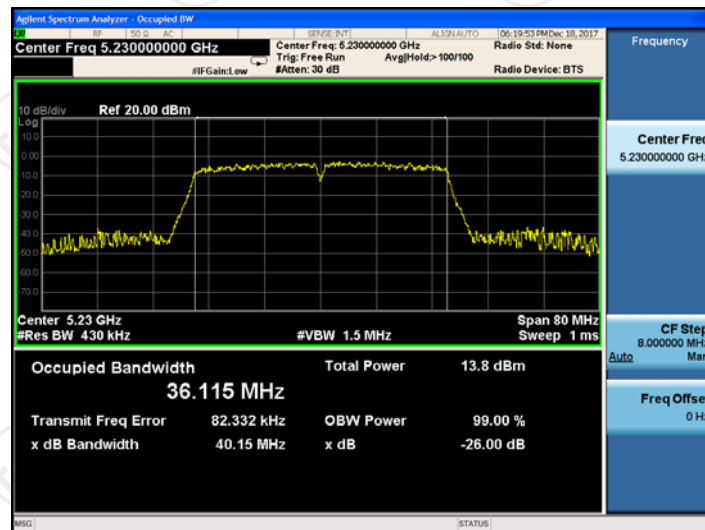 Agilent Spectrum Analyzer - Occupied BW
RF 50 Ω AC SENSE:INT ALIGN AUTO 06:19:53 PM Dec 18, 2017
Center Freq 5.230000000 GHz Center Freq: 5.230000000 GHz Radio Std: None
Trig: Free Run Avg|Hold:> 100/100
#IFGain:Low #Atten: 30 dB Radio Device: BTS
10 dB/div Ref 20.00 dBm
Log
10.0
0.00
-10.0
-20.0
-30.0
-40.0
-50.0
-60.0
-70.0
Center 5.23 GHz Span 80 MHz
#Res BW 430 kHz #VBW 1.5 MHz Sweep 1 ms
Occupied Bandwidth Total Power 13.8 dBm
36.115 MHz
Transmit Freq Error 82.332 kHz OBW Power 99.00 %
x dB Bandwidth 40.15 MHz x dB -26.00 dB
MSG STATUS
Frequency
Center Freq
5.230000000 GHz
CF Step
8.000000 MHz
Auto Man
Freq Offset
0 Hz